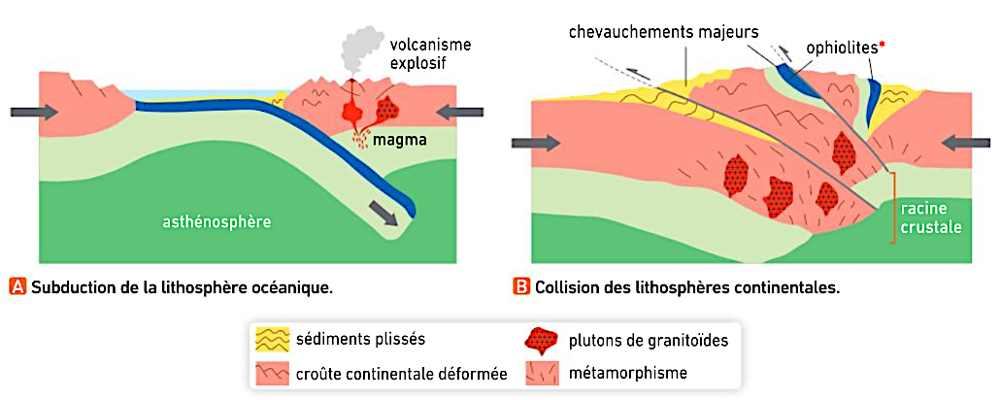 volcanisme
explosif
magma
asthénosphère
A Subduction de la lithosphère océanique.
chevauchements majeurs
ophiolites*
racine
crustale
B Collision des lithosphères continentales.
sédiments plissés
plutons de granitoïdes
croûte continentale déformée
métamorphisme